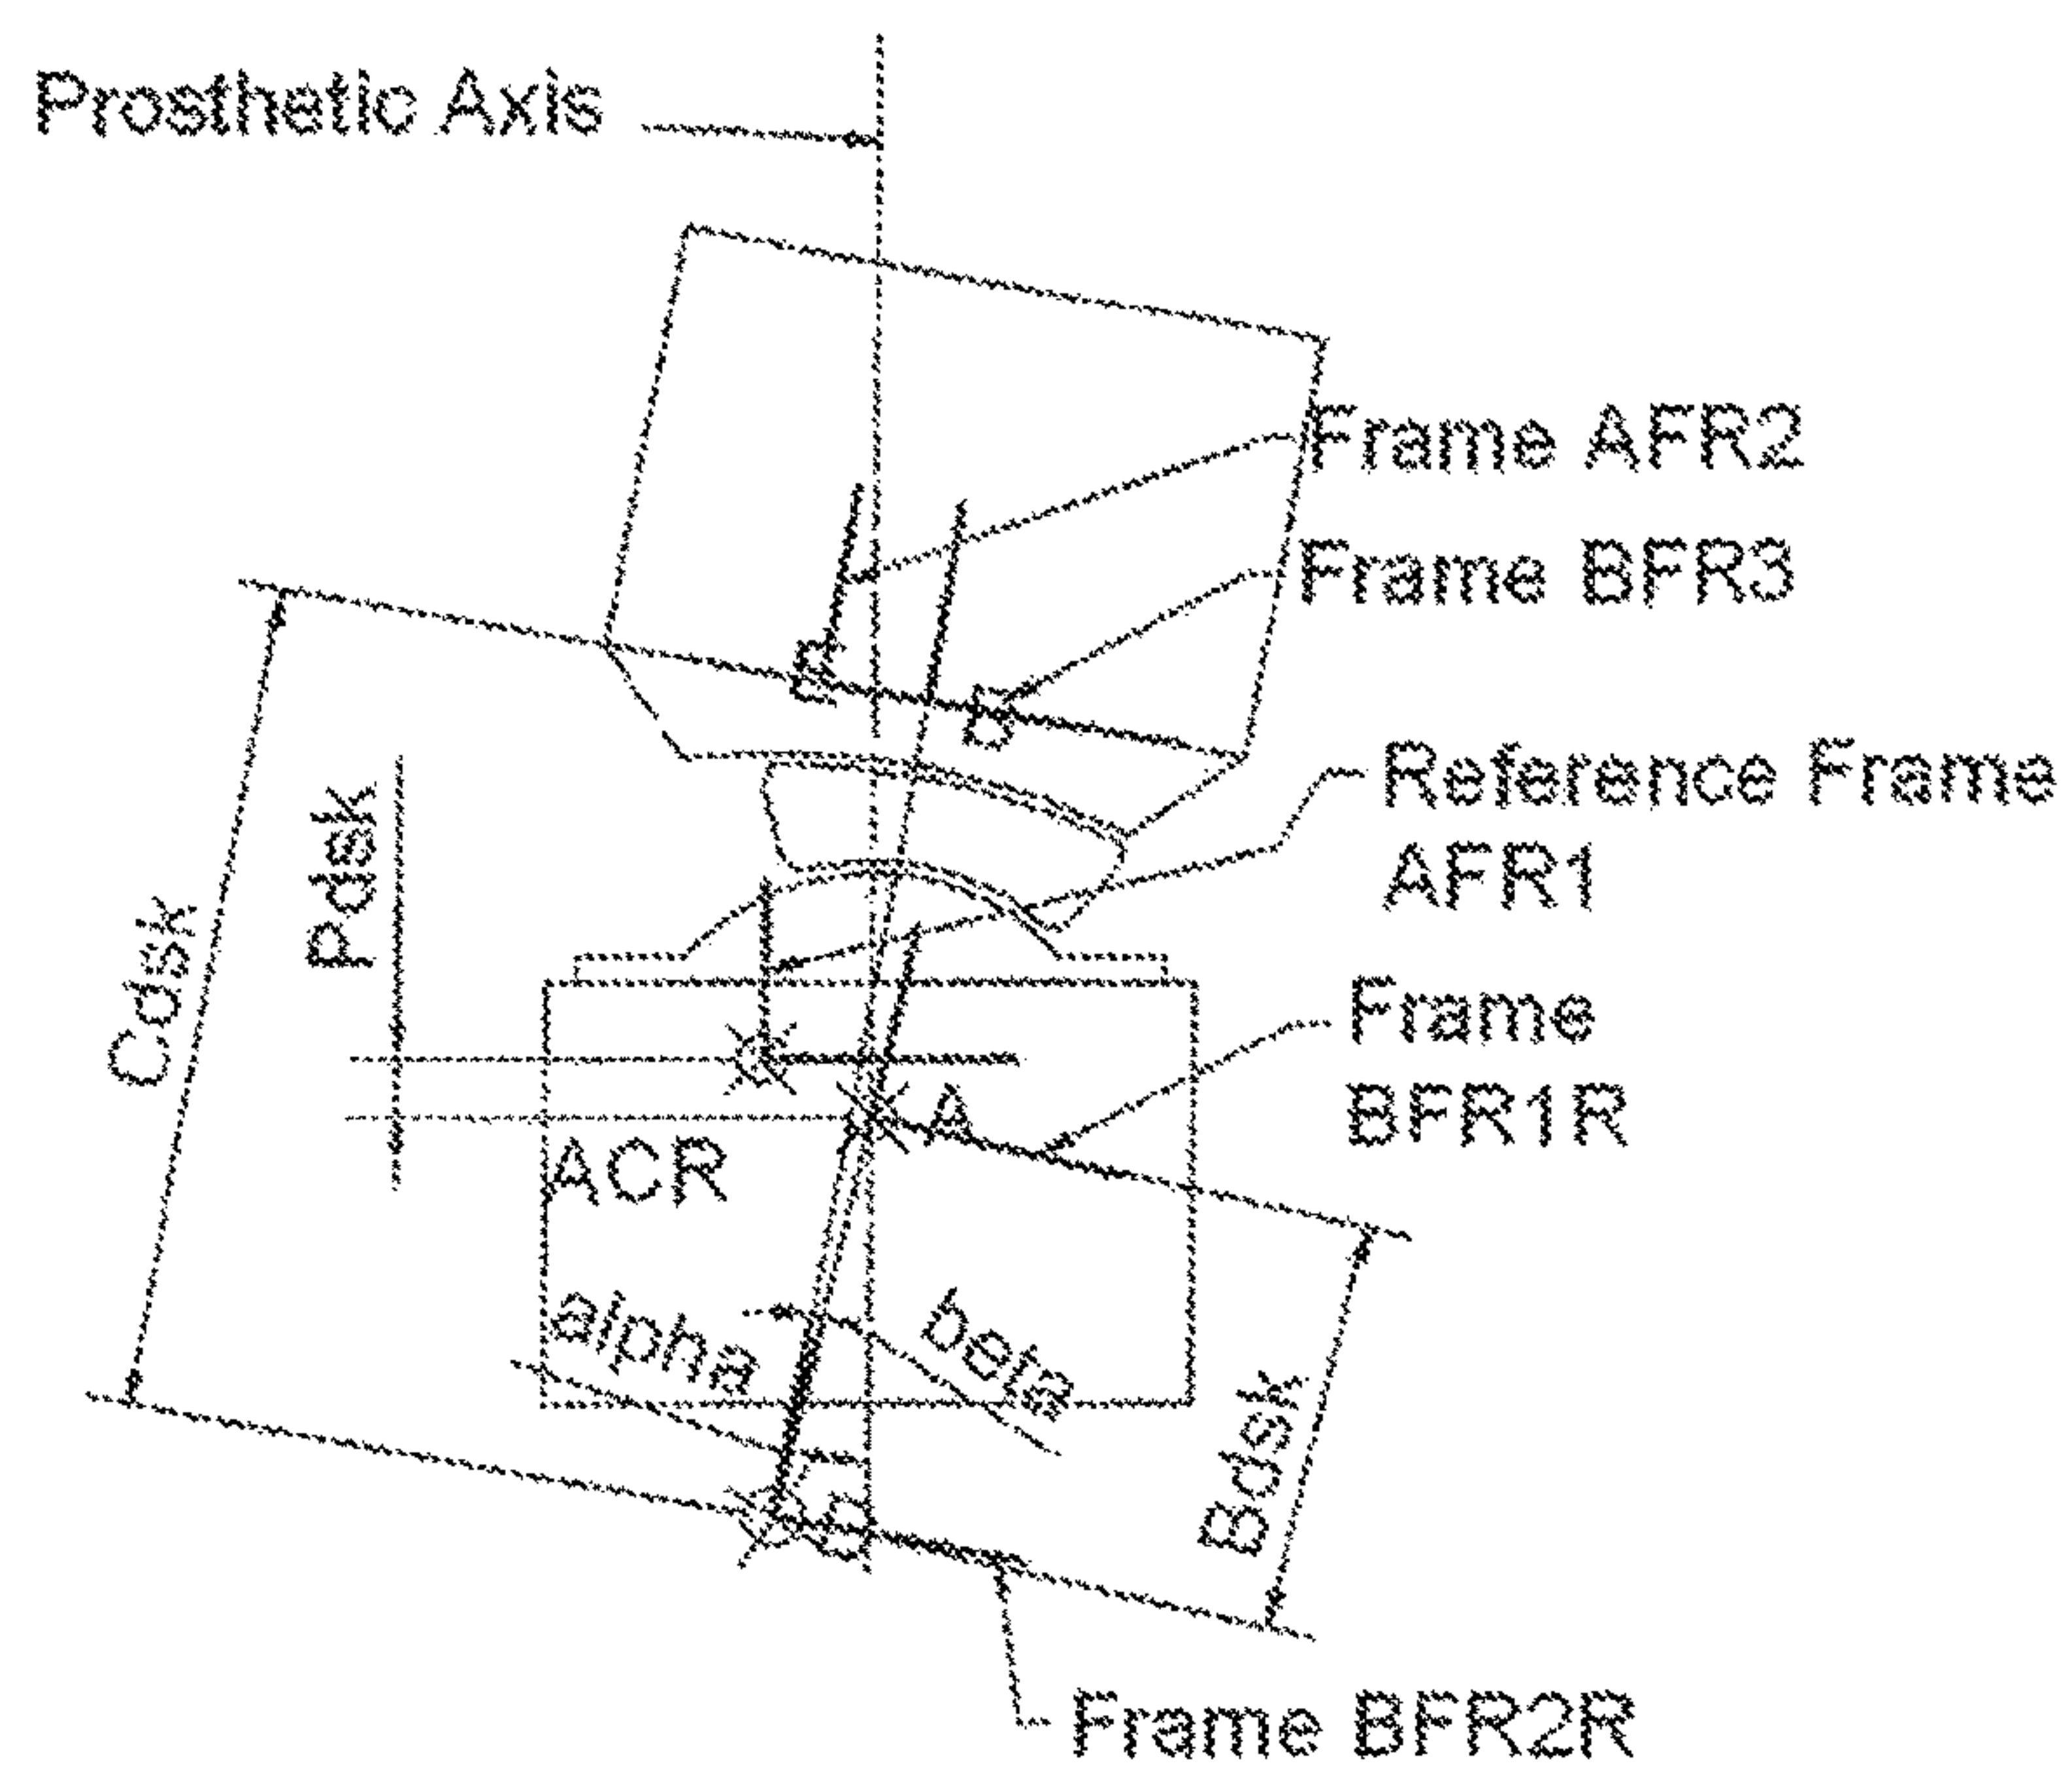 Prosthetic Axis
Frame AFR2
Frame BFR3
Reference Frame
AFR1
Pdsk
Cdsk
Frame
BFR1R
A
ACR
alpha
beta
Bdsk
Frame BFR2R